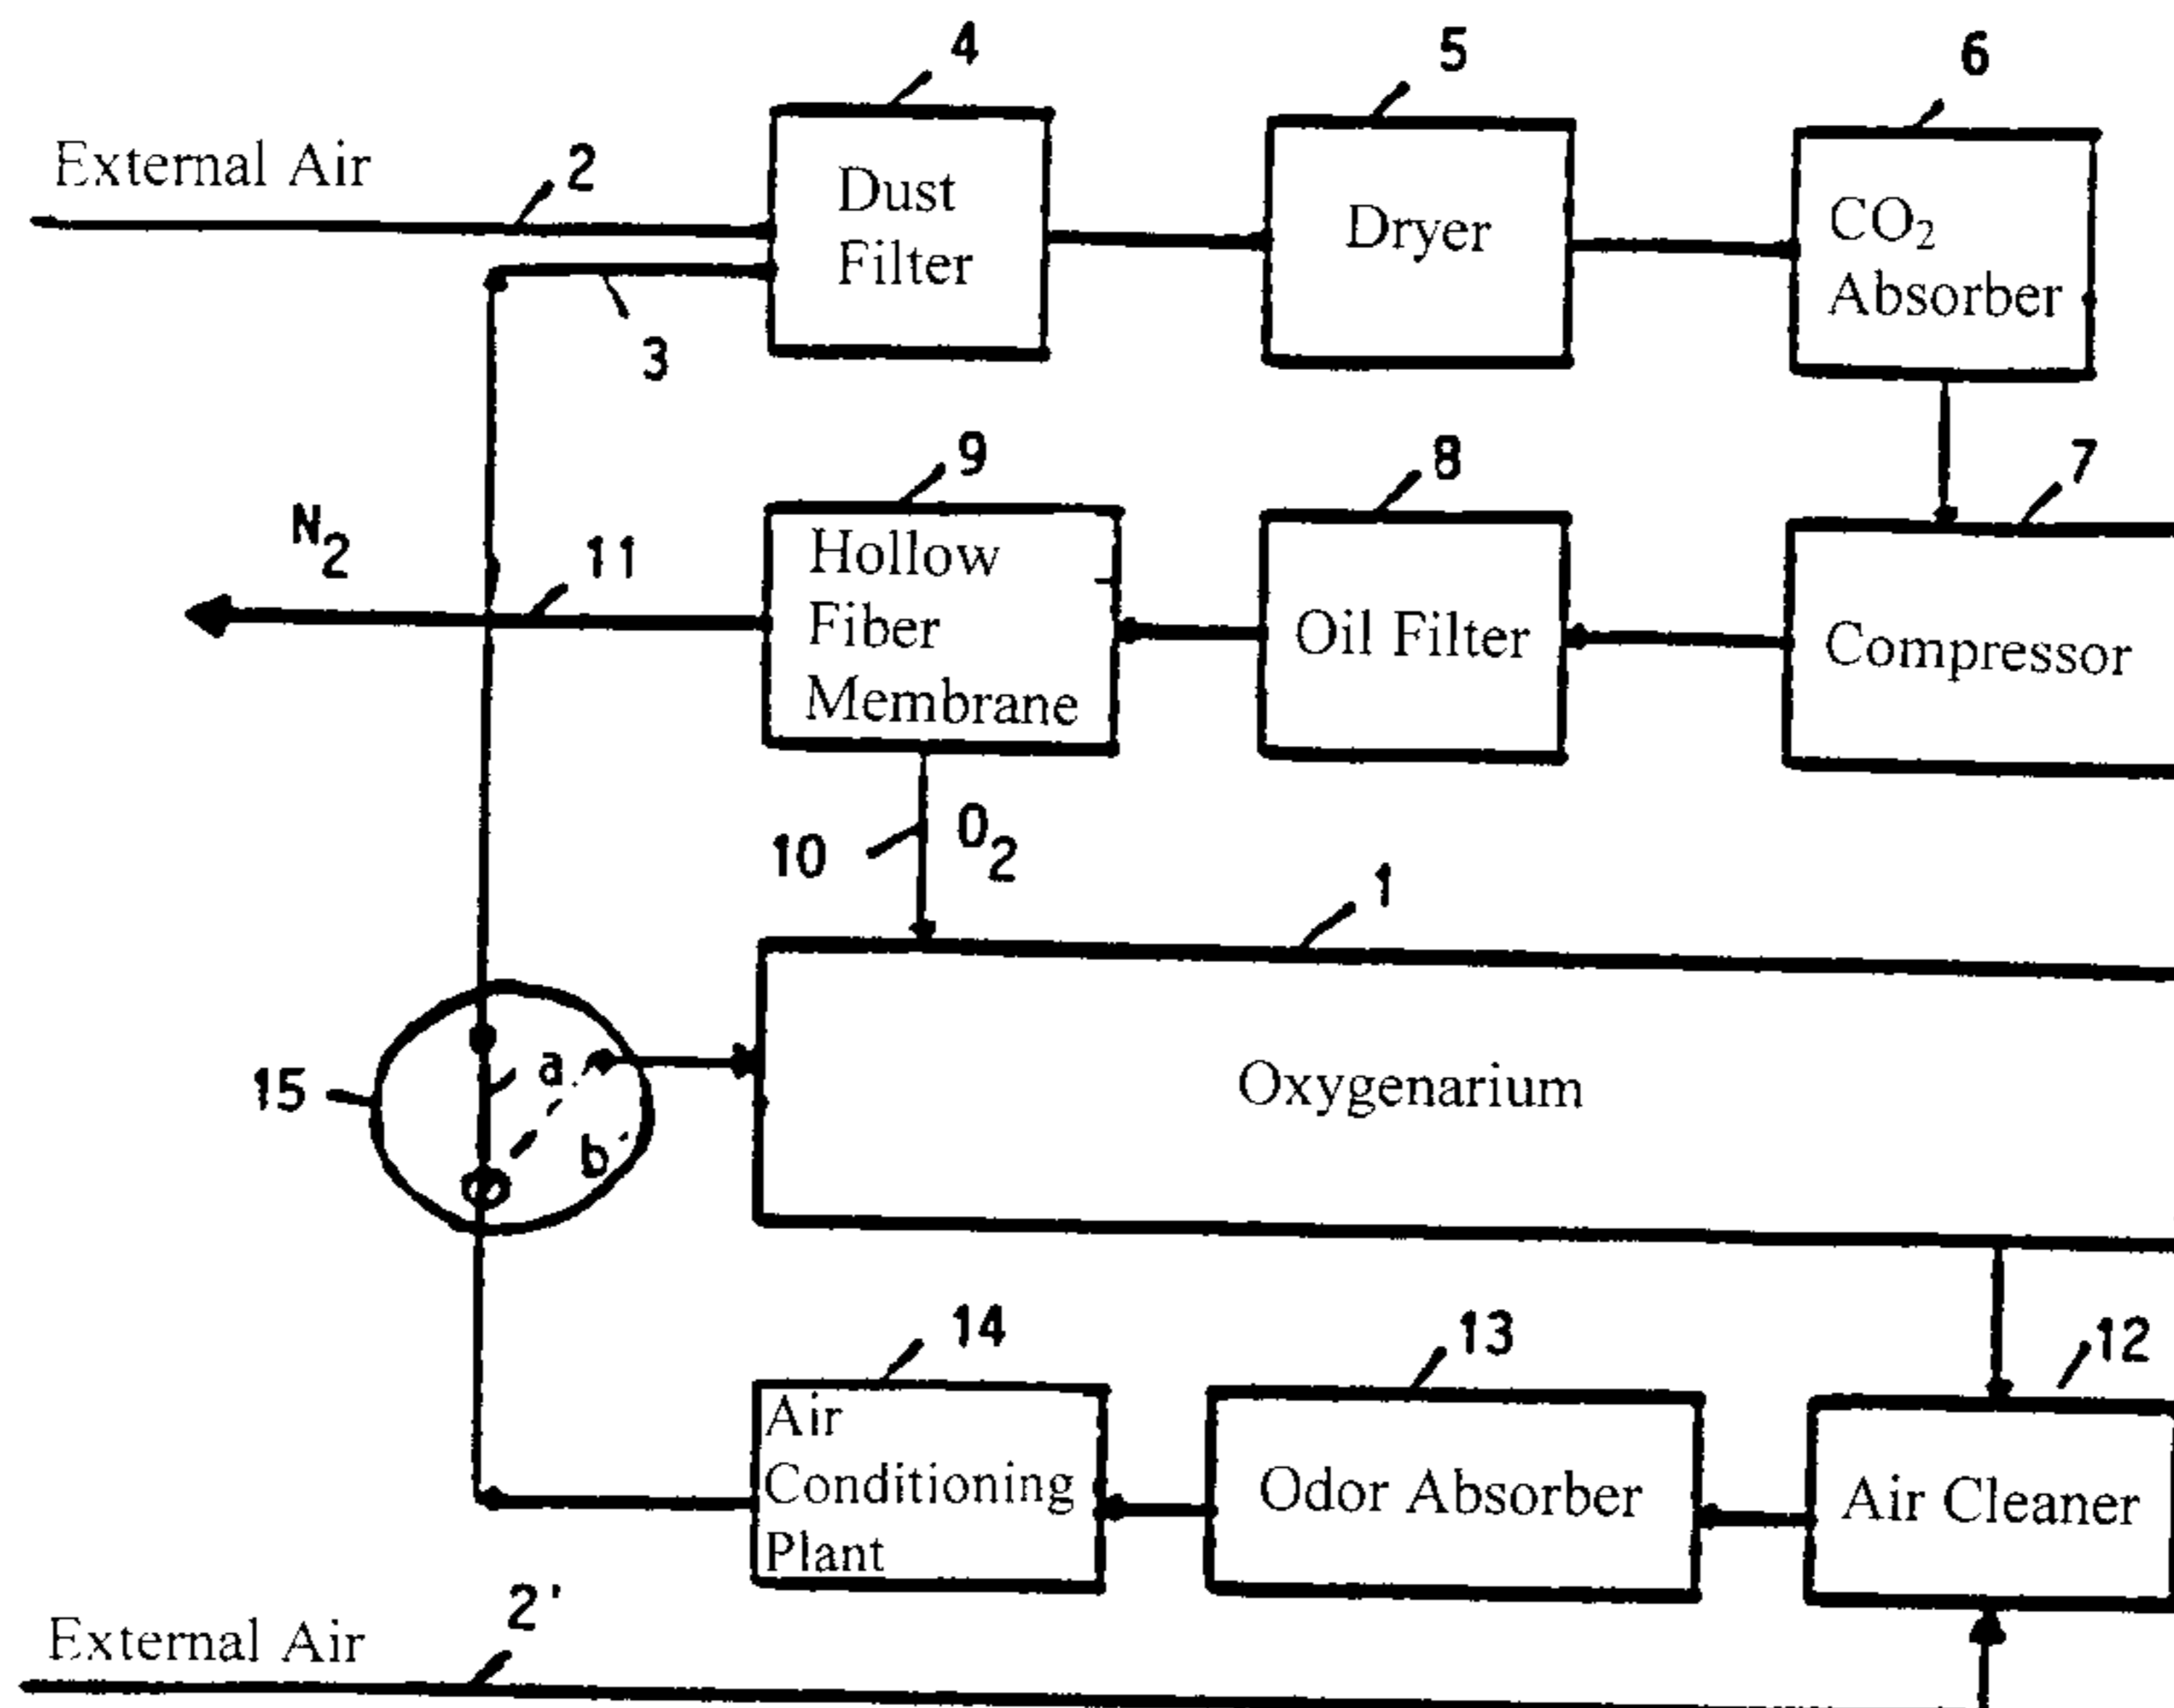 4
5
6
External Air
2
Dust
Filter
Dryer
CO₂
Absorber
3
9
8
7
N₂
11
Hollow
Fiber
Membrane
Oil Filter
Compressor
10
O₂
1
15
a
b
Oxygenarium
14
13
12
Air
Conditioning
Plant
Odor Absorber
Air Cleaner
2'
External Air